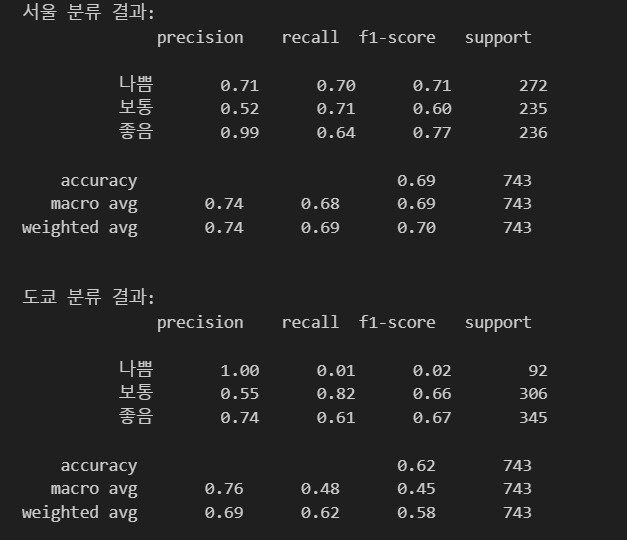 서울 분류 결과:
precision recall f1-score support
나쁨 0.71 0.70 0.71 272
보통 0.52 0.71 0.60 235
좋음 0.99 0.64 0.77 236
accuracy 0.69 743
macro avg 0.74 0.68 0.69 743
weighted avg 0.74 0.69 0.70 743
도쿄 분류 결과:
precision recall f1-score support
나쁨 1.00 0.01 0.02 92
보통 0.55 0.82 0.66 306
좋음 0.74 0.61 0.67 345
accuracy 0.62 743
macro avg 0.76 0.48 0.45 743
weighted avg 0.69 0.62 0.58 743